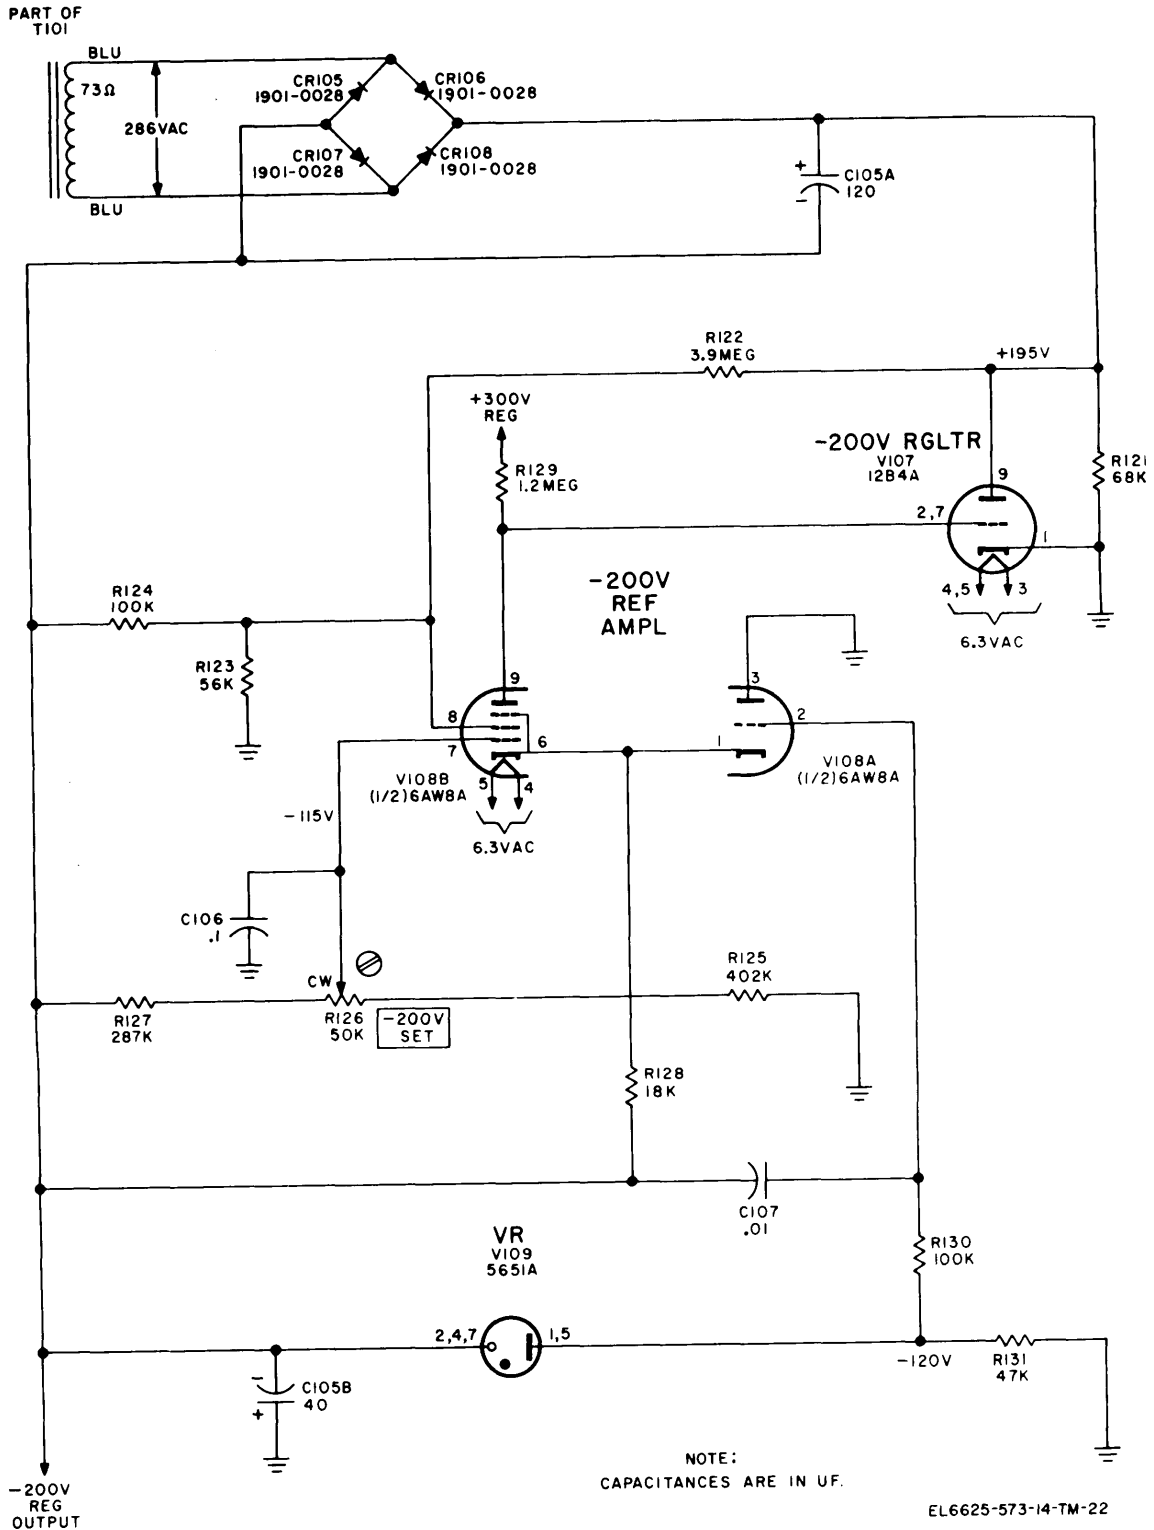 PART OF
T101
BLU
73Ω
286VAC
BLU
CR105
1901-0028
CR106
1901-0028
CR107
1901-0028
CR108
1901-0028
+
C105A
120
-
R122
3.9MEG
+195V
+300V
REG
R129
1.2MEG
-200V RGLTR
V107
12B4A
9
2,7
1
4,5
3
6.3VAC
R121
68K
-200V
REF
AMPL
R124
100K
R123
56K
9
8
7
6
5
4
V108B
(1/2)6AW8A
6.3VAC
3
2
1
V108A
(1/2)6AW8A
-115V
C106
.1
CW
R127
287K
R126
50K
-200V
SET
R125
402K
R128
18K
C107
.01
R130
100K
VR
V109
5651A
2,4,7
1,5
-120V
R131
47K
-
C105B
40
+
-200V
REG
OUTPUT
NOTE:
CAPACITANCES ARE IN UF.
EL6625-573-14-TM-22